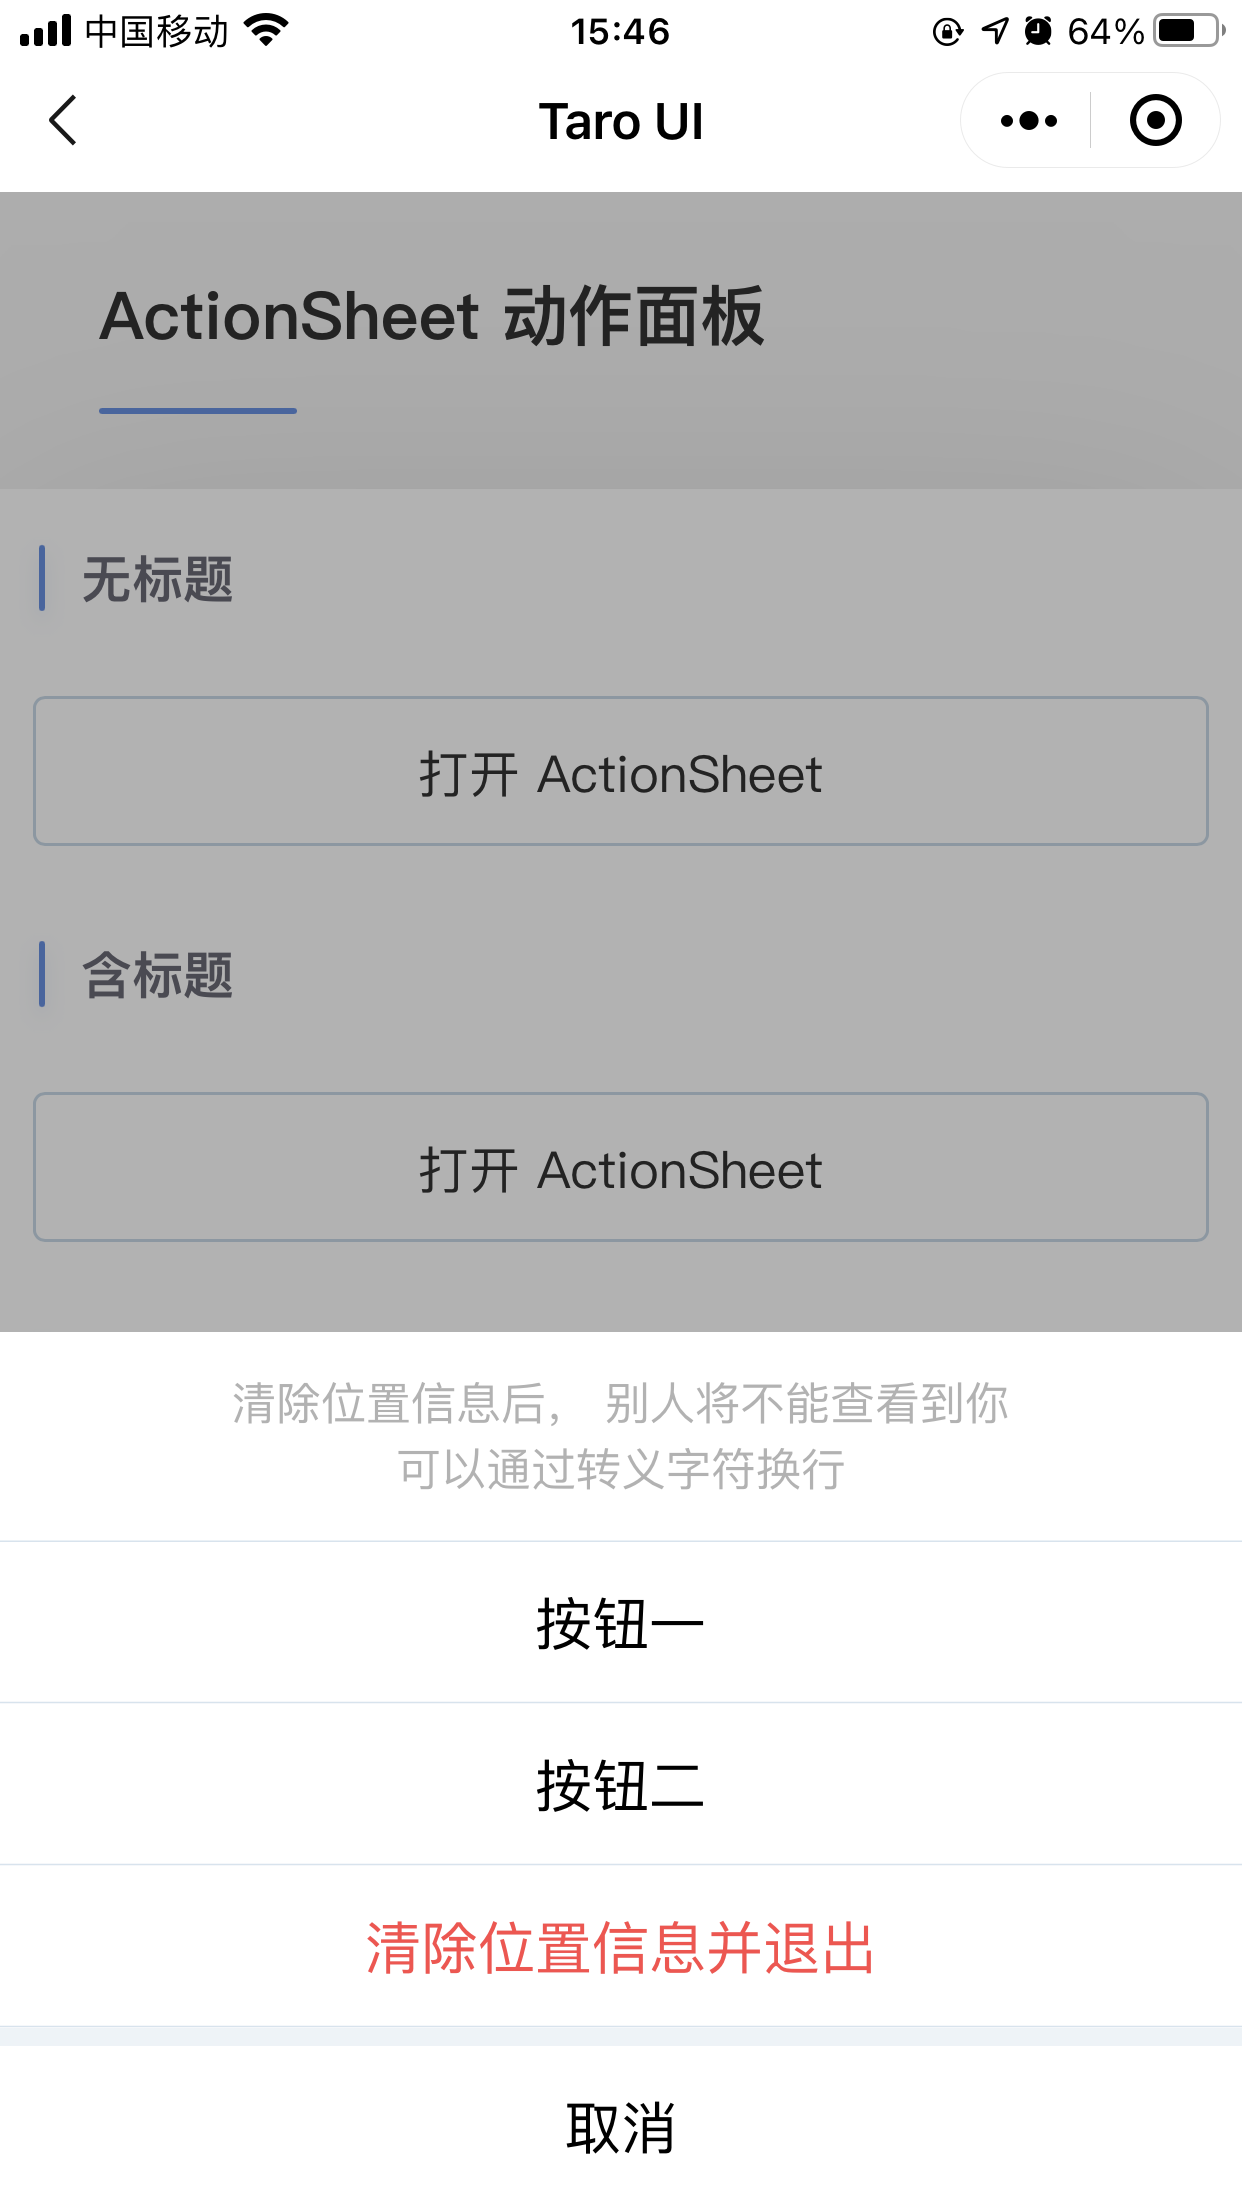 中国移动 15:46 64%
Taro UI
ActionSheet 动作面板
无标题
打开 ActionSheet
含标题
打开 ActionSheet
清除位置信息后， 别人将不能查看到你
可以通过转义字符换行
按钮一
按钮二
清除位置信息并退出
取消